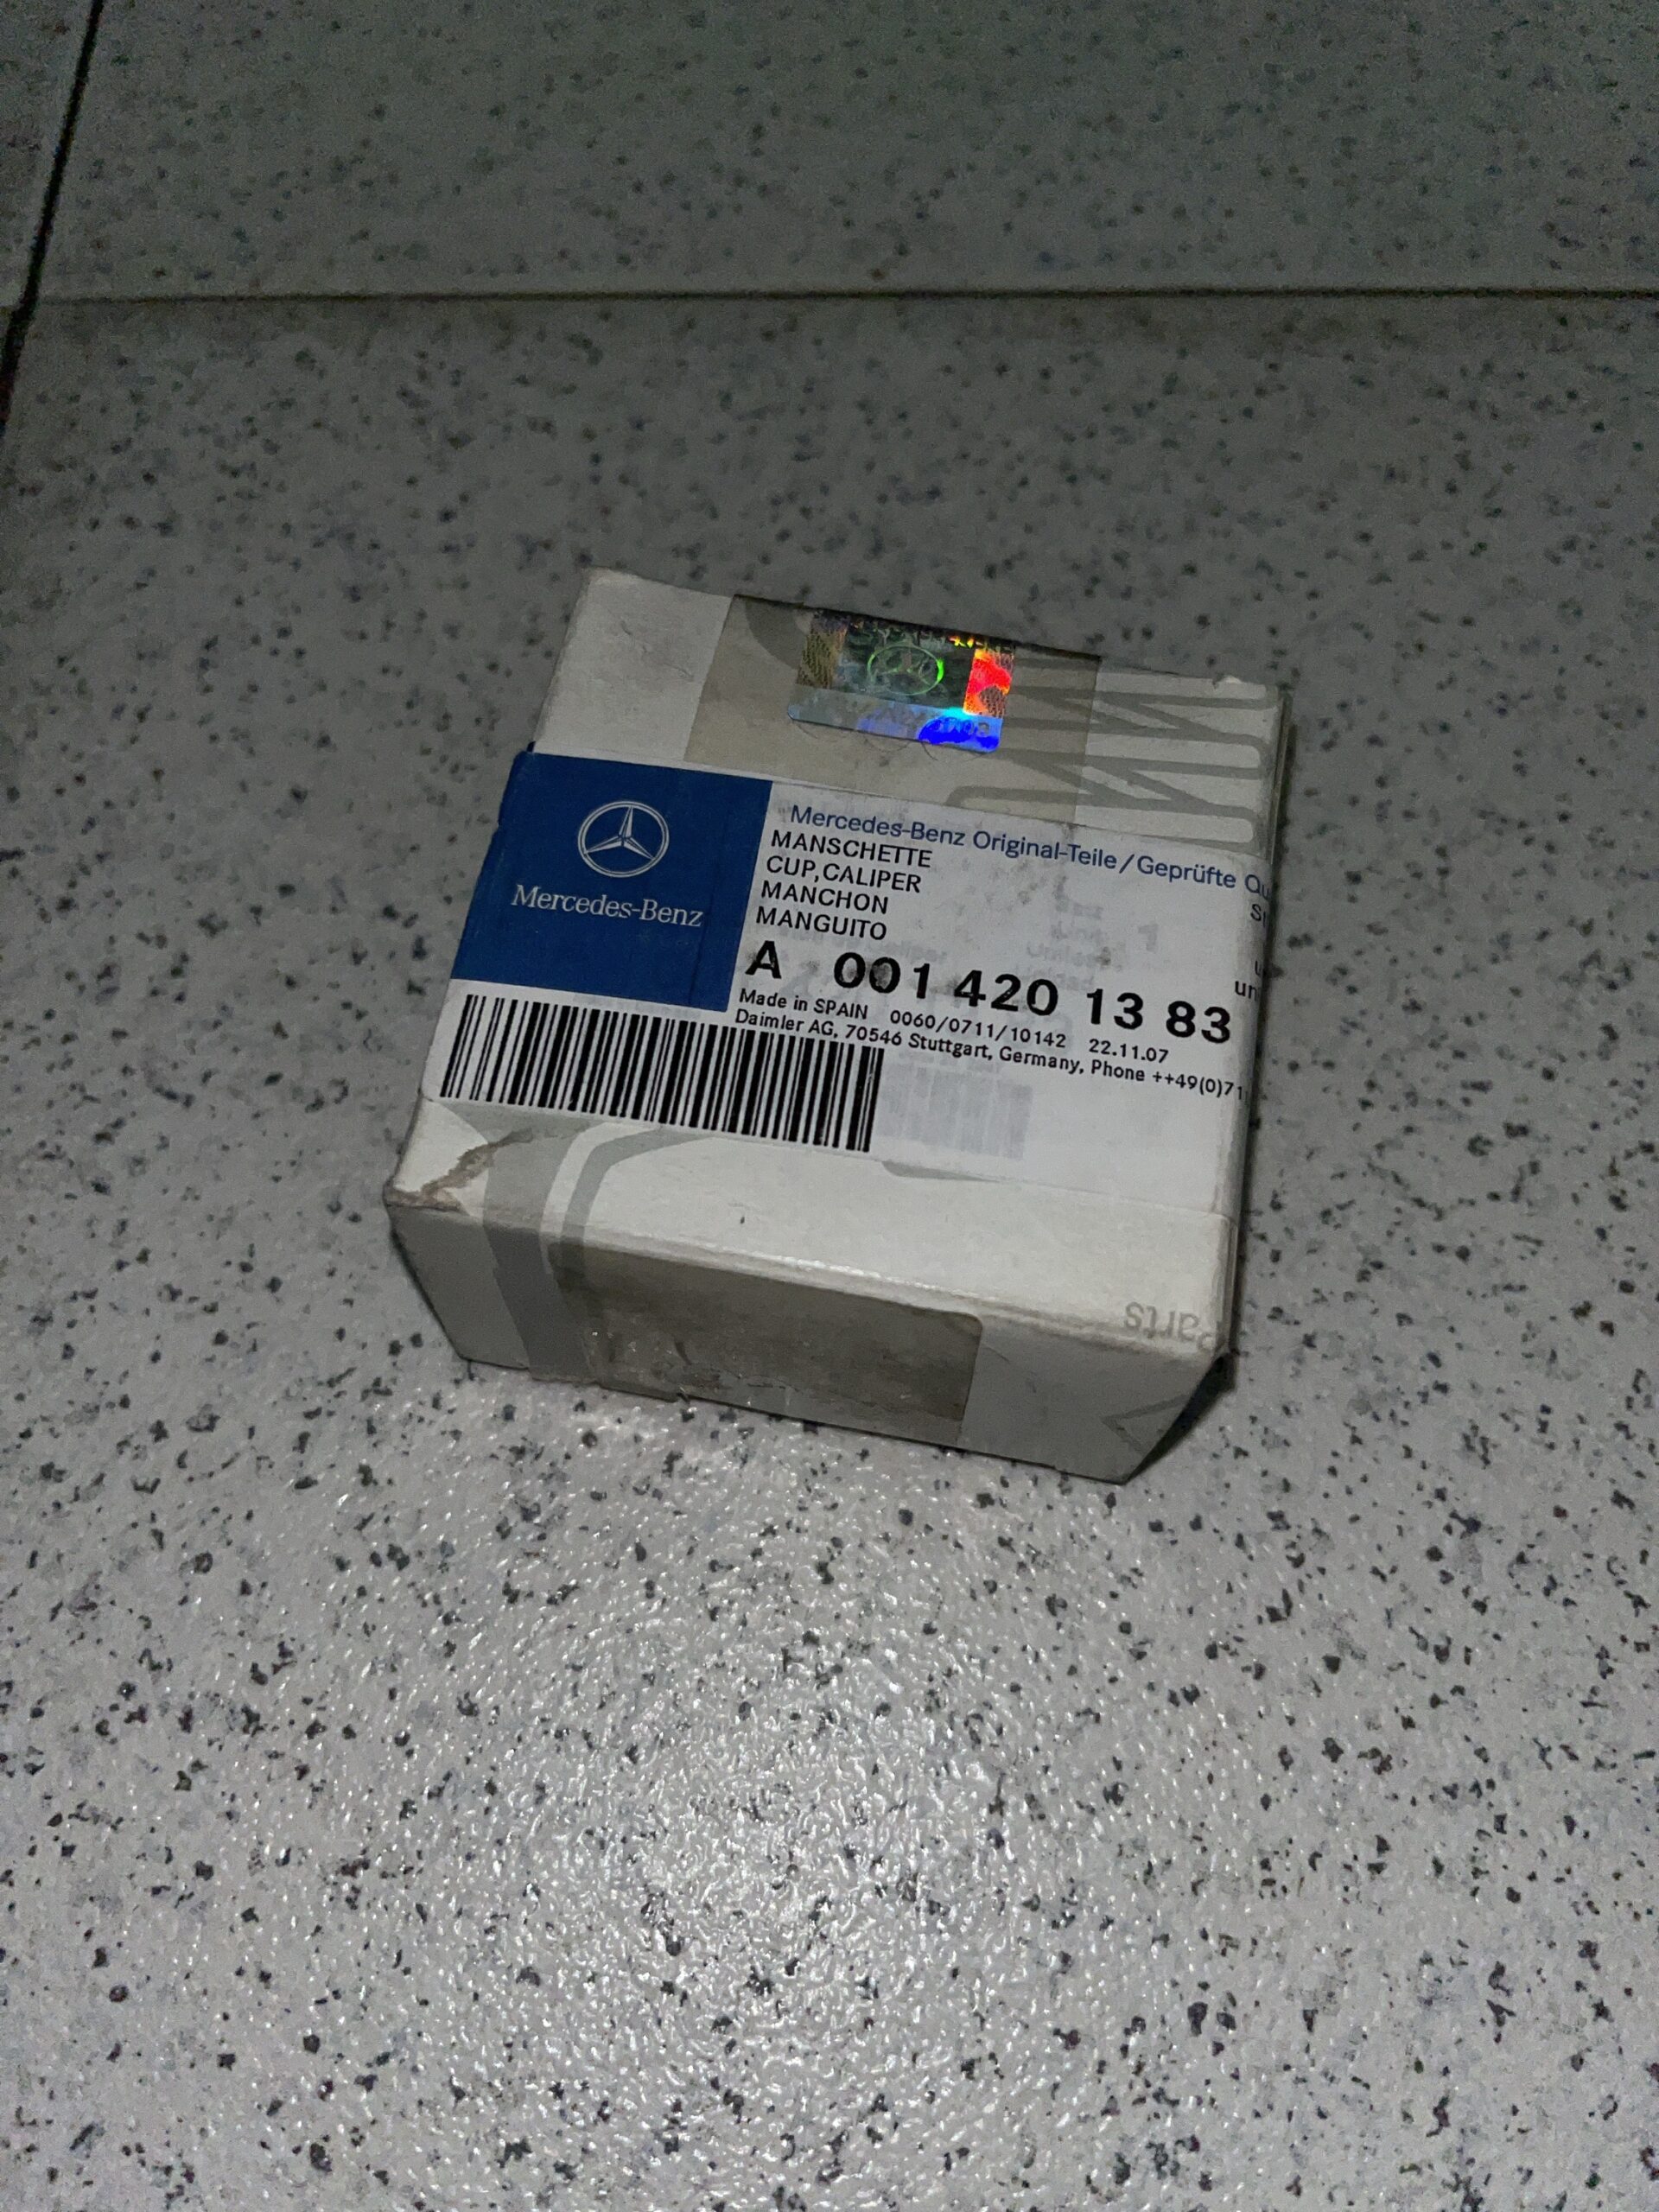 Mercedes-Benz
Mercedes-Benz Original-Teile/Geprüfte
MANSCHETTE
CUP,CALIPER
MANCHON
MANGUITO
A 001 420 13 83
Made in SPAIN 0060/0711/10142 22.11.07
Daimler AG, 70546 Stuttgart, Germany, Phone ++49(0)71
Parts